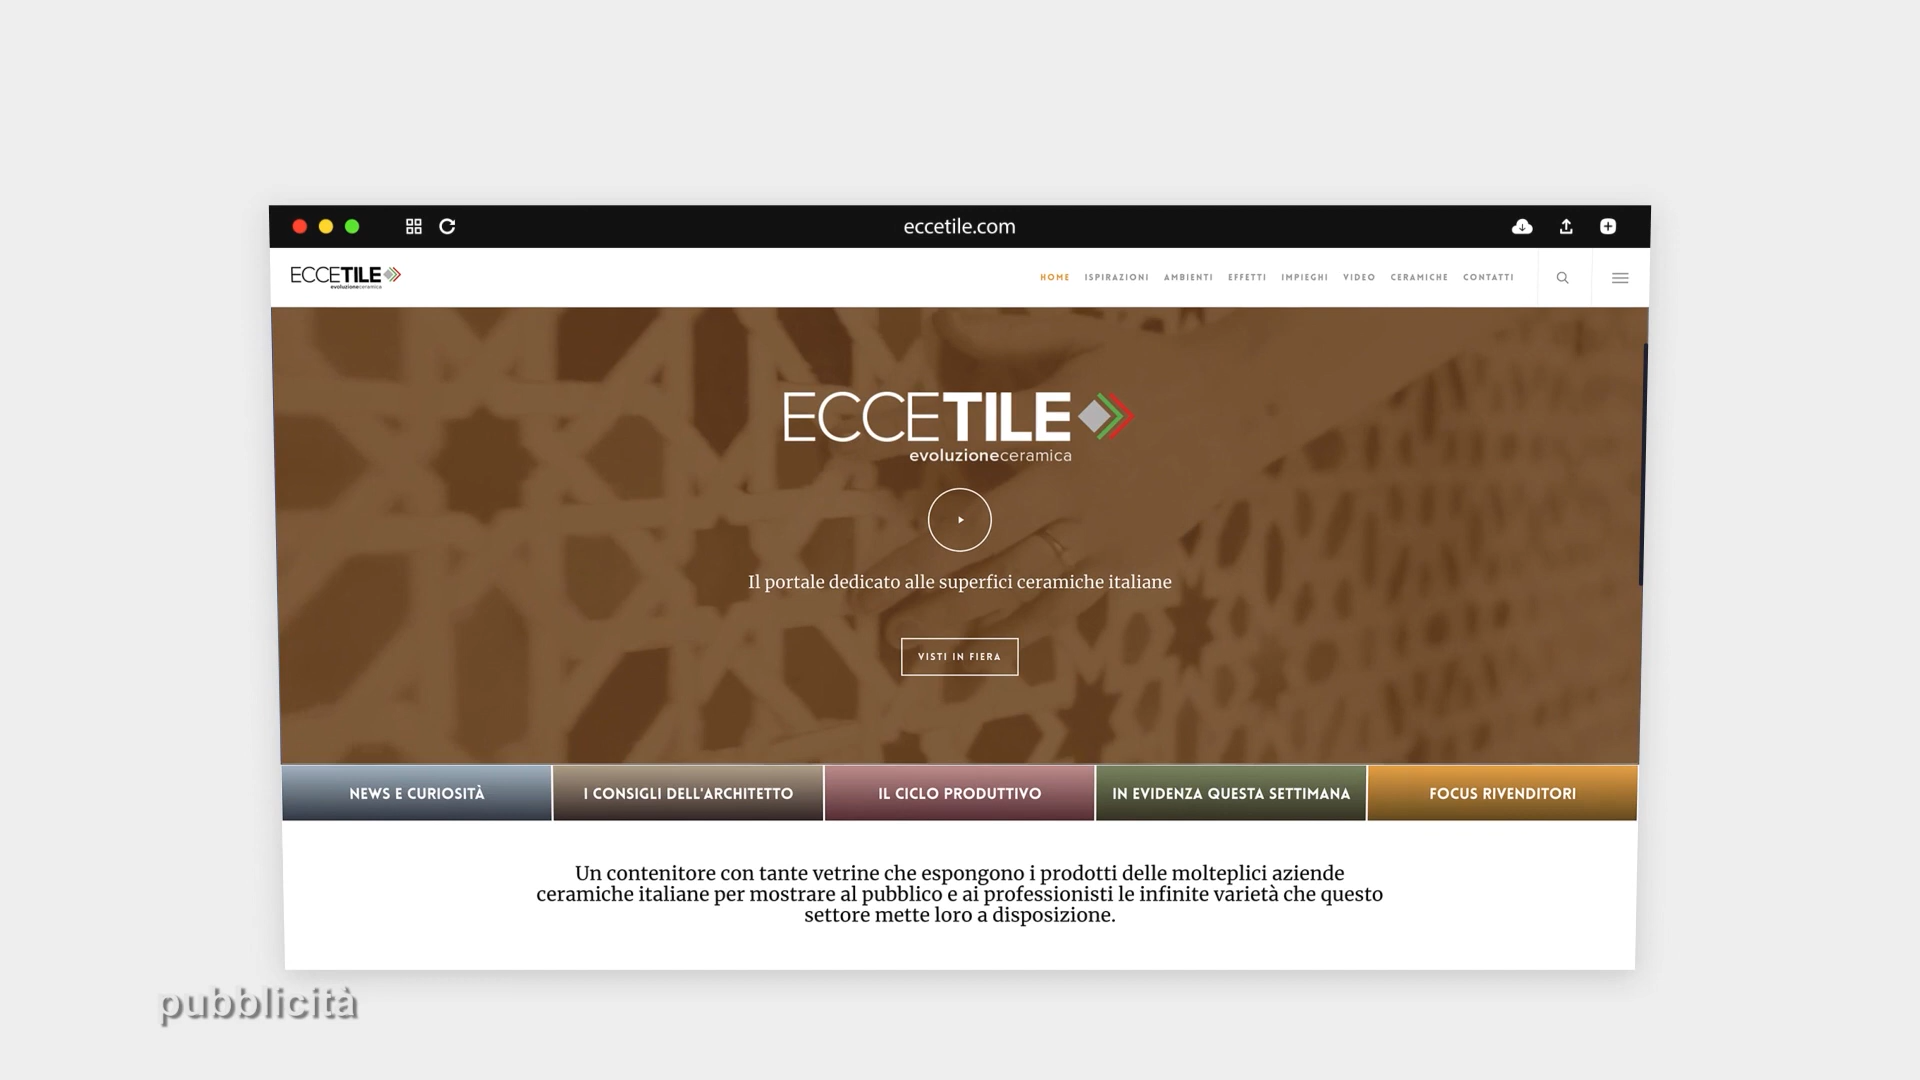 eccetile.com
ECCETILE
evoluzioneceramica
HOME ISPIRAZIONI AMBIENTI EFFETTI IMPIEGHI VIDEO CERAMICHE CONTATTI
ECCETILE
evoluzioneceramica
Il portale dedicato alle superfici ceramiche italiane
VISTI IN FIERA
NEWS E CURIOSITÀ I CONSIGLI DELL'ARCHITETTO IL CICLO PRODUTTIVO IN EVIDENZA QUESTA SETTIMANA FOCUS RIVENDITORI
Un contenitore con tante vetrine che espongono i prodotti delle molteplici aziende
ceramiche italiane per mostrare al pubblico e ai professionisti le infinite varietà che questo
settore mette loro a disposizione.
pubblicità